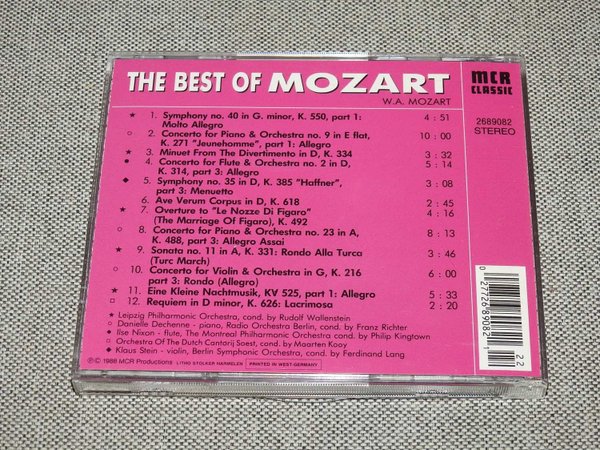 THE BEST OF MOZART
W.A. MOZART
MCR
CLASSIC
2689082
STEREO
★ 1. Symphony no. 40 in G. minor, K. 550, part 1: 4 : 51
Molto Allegro
○ 2. Concerto for Piano & Orchestra no. 9 in E flat, 10 : 00
K. 271 "Jeunehomme", part 1: Allegro
★ 3. Minuet From The Divertimento in D, K. 334 3 : 32
● 4. Concerto for Flute & Orchestra no. 2 in D, 5 : 14
K. 314, part 3: Allegro
◆ 5. Symphony no. 35 in D, K. 385 "Haffner", 3 : 08
part 3: Menuetto
6. Ave Verum Corpus in D, K. 618 2 : 45
★ 7. Overture to "Le Nozze Di Figaro" 4 : 16
(The Marriage Of Figaro), K. 492
○ 8. Concerto for Piano & Orchestra no. 23 in A, 8 : 13
K. 488, part 3: Allegro Assai
★ 9. Sonata no. 11 in A, K. 331: Rondo Alla Turca 3 : 46
(Turc March)
○ 10. Concerto for Violin & Orchestra in G, K. 216 6 : 00
part 3: Rondo (Allegro)
★ 11. Eine Kleine Nachtmusik, KV 525, part 1: Allegro 5 : 33
□ 12. Requiem in D minor, K. 626: Lacrimosa 2 : 20
★ Leipzig Philharmonic Orchestra, cond. by Rudolf Wallenstein
○ Danielle Dechenne - piano, Radio Orchestra Berlin, cond. by Franz Richter
● Ilse Nixon - flute, The Montreal Philharmonic Orchestra, cond. by Philip Kingtown
○ Orchestra Of The Dutch Cantarij Soest, cond. by Maarten Kooy
◆ Klaus Stein - violin, Berlin Symphonic Orchestra, cond. by Ferdinand Lang
℗ © 1988 MCR Productions LITHO STOLKER HARMELEN PRINTED IN WEST-GERMANY
0 27726 89082 1
22